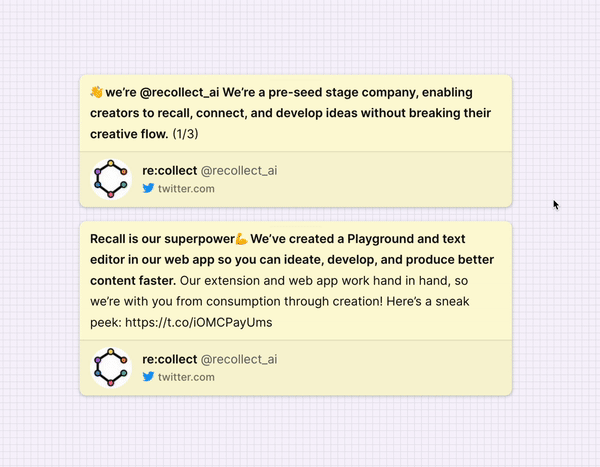 👋 we’re @recollect_ai We’re a pre-seed stage company, enabling
creators to recall, connect, and develop ideas without breaking their
creative flow. (1/3)
re:collect @recollect_ai
twitter.com
Recall is our superpower💪 We’ve created a Playground and text
editor in our web app so you can ideate, develop, and produce better
content faster. Our extension and web app work hand in hand, so
we’re with you from consumption through creation! Here’s a sneak
peek: https://t.co/iOMCPayUms
re:collect @recollect_ai
twitter.com